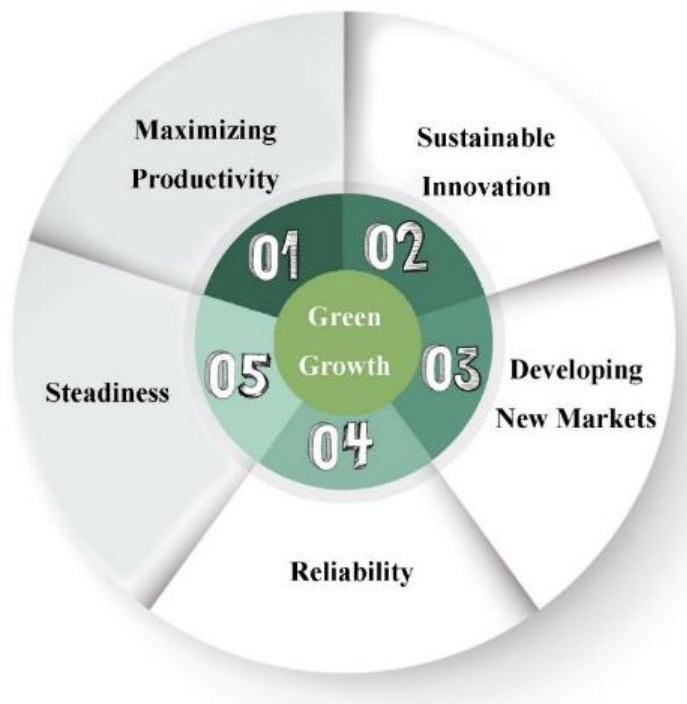 Maximizing
Productivity
Sustainable
Innovation
01
02
Green
Growth
05
03
Steadiness
Developing
New Markets
04
Reliability